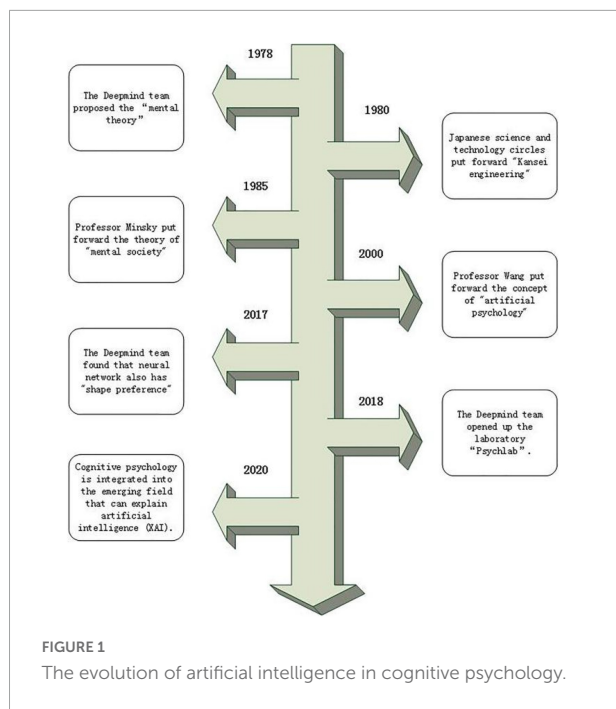 1978
The Deepmind team
proposed the “mental
theory”
1980
Japanese science and
technology circles
put forward "Kansei
engineering"
1985
Professor Minsky put
forward the theory of
"mental society"
2000
Professor Wang put
forward the concept
of "artificial
psychology"
2017
The Deepmind team
found that neural
network also has
"shape preference"
2018
The Deepmind team
opened up the
laboratory
“Psychlab”.
2020
Cognitive psychology
is integrated into
the emerging field
that can explain
artificial
intelligence (XAI).
FIGURE 1
The evolution of artificial intelligence in cognitive psychology.